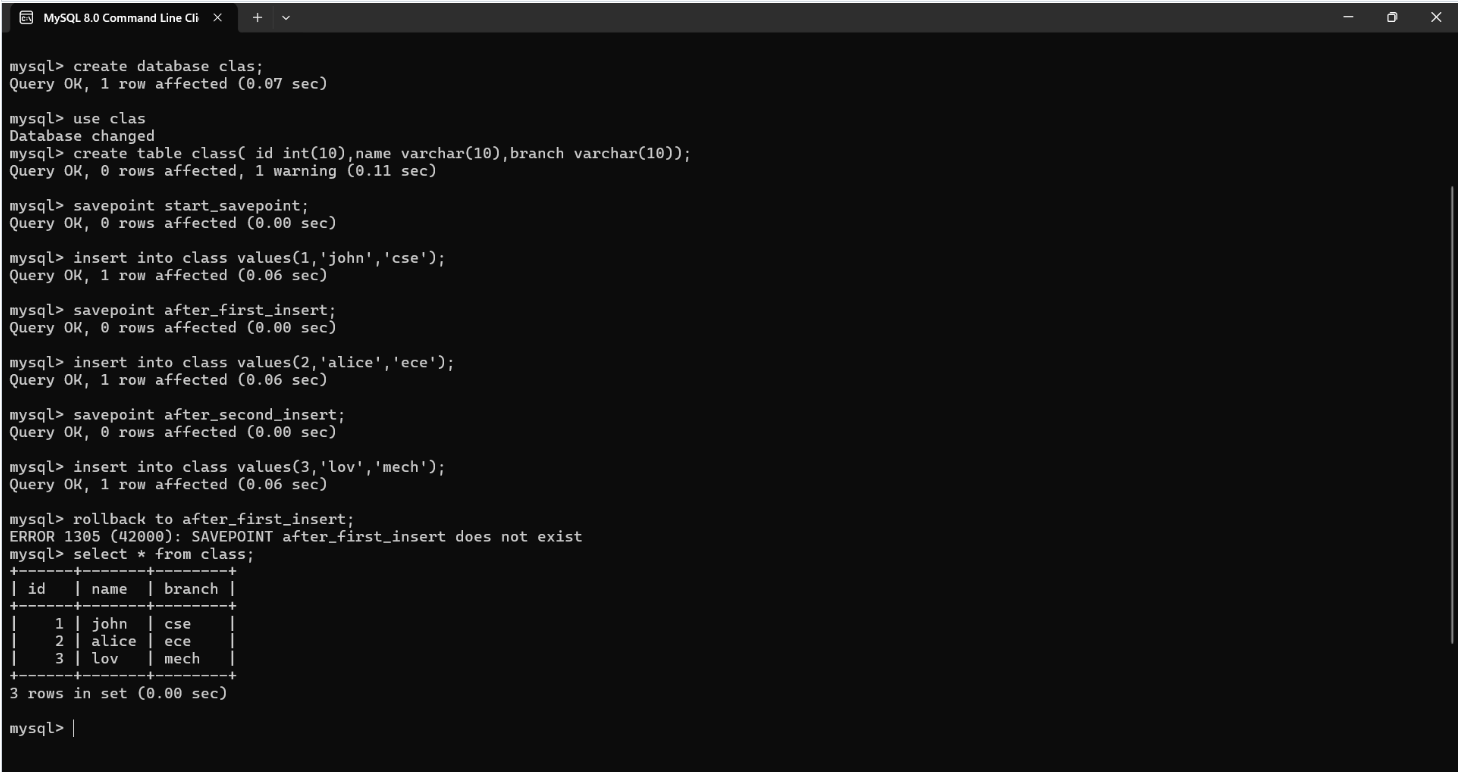 MySQL 8.0 Command Line Cli
mysql> create database clas;
Query OK, 1 row affected (0.07 sec)
mysql> use clas
Database changed
mysql> create table class( id int(10),name varchar(10),branch varchar(10));
Query OK, 0 rows affected, 1 warning (0.11 sec)
mysql> savepoint start_savepoint;
Query OK, 0 rows affected (0.00 sec)
mysql> insert into class values(1,'john','cse');
Query OK, 1 row affected (0.06 sec)
mysql> savepoint after_first_insert;
Query OK, 0 rows affected (0.00 sec)
mysql> insert into class values(2,'alice','ece');
Query OK, 1 row affected (0.06 sec)
mysql> savepoint after_second_insert;
Query OK, 0 rows affected (0.00 sec)
mysql> insert into class values(3,'lov','mech');
Query OK, 1 row affected (0.06 sec)
mysql> rollback to after_first_insert;
ERROR 1305 (42000): SAVEPOINT after_first_insert does not exist
mysql> select * from class;
+------+-------+--------+
| id   | name  | branch |
+------+-------+--------+
|    1 | john  | cse    |
|    2 | alice | ece    |
|    3 | lov   | mech   |
+------+-------+--------+
3 rows in set (0.00 sec)
mysql>